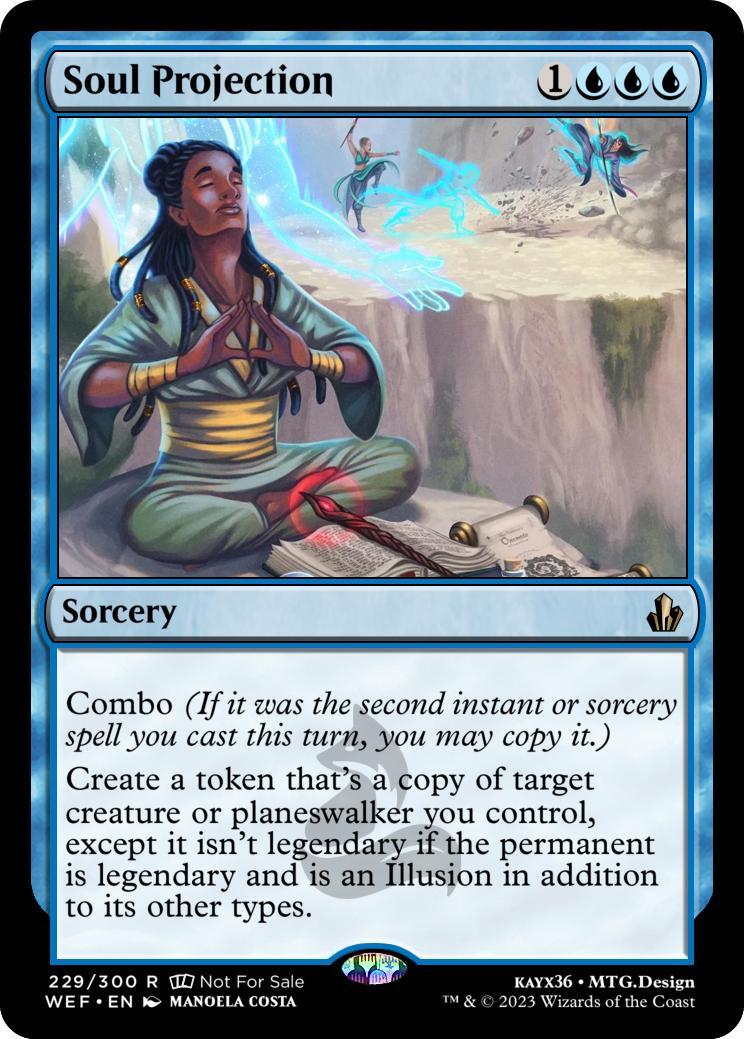 Soul Projection 1
Sorcery
Combo (If it was the second instant or sorcery
spell you cast this turn, you may copy it.)
Create a token that's a copy of target
creature or planeswalker you control,
except it isn't legendary if the permanent
is legendary and is an Illusion in addition
to its other types.
229/300 R Not For Sale
WEF • EN MANOELA COSTA
KAYX36 • MTG.Design
™ & © 2023 Wizards of the Coast